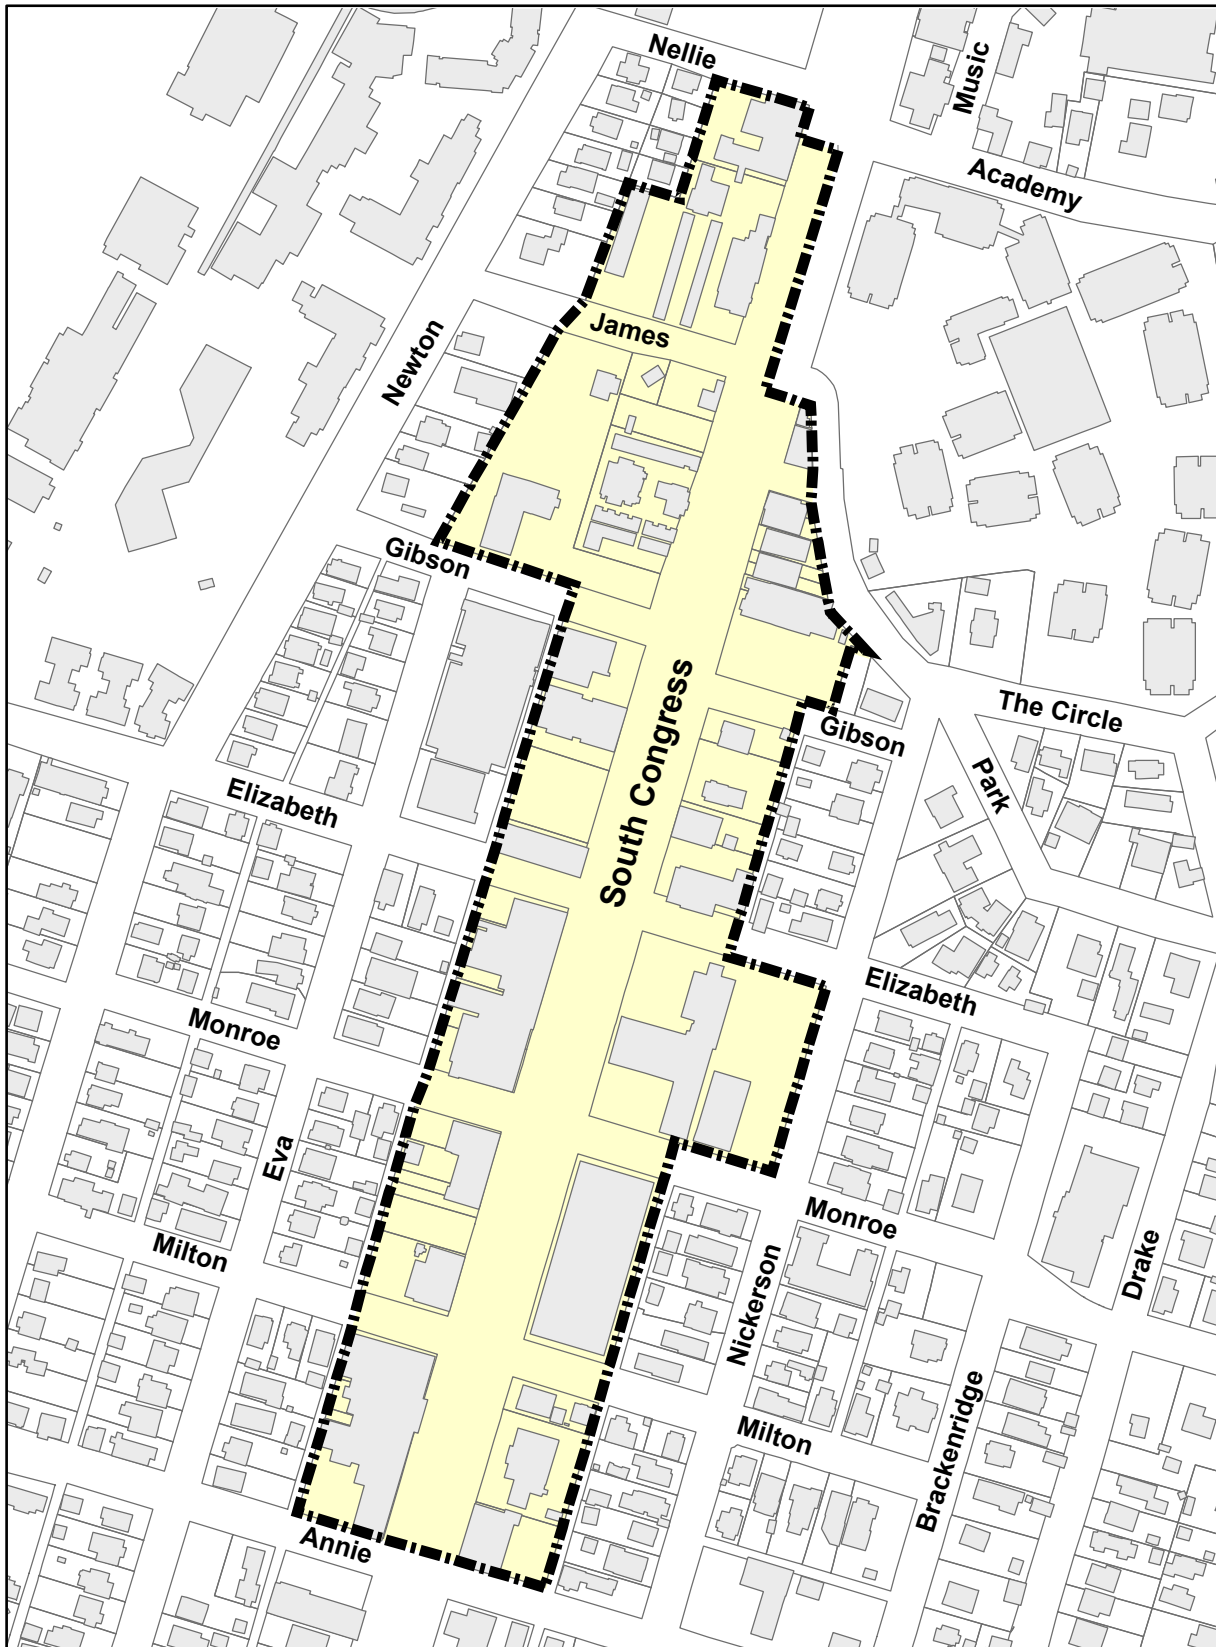 Nellie
Music
Academy
James
Newton
Gibson
South Congress
The Circle
Gibson
Park
Elizabeth
Elizabeth
Monroe
Eva
Monroe
Milton
Drake
Nickerson
Milton
Brackenridge
Annie